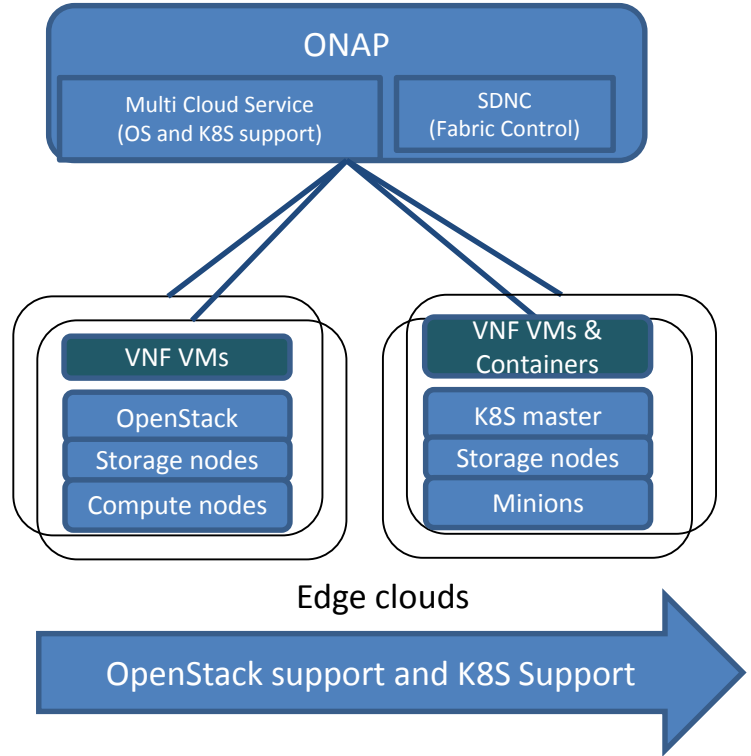 ONAP
Multi Cloud Service
(OS and K8S support)
SDNC
(Fabric Control)
VNF VMs
OpenStack
Storage nodes
Compute nodes
VNF VMs &
Containers
K8S master
Storage nodes
Minions
Edge clouds
OpenStack support and K8S Support